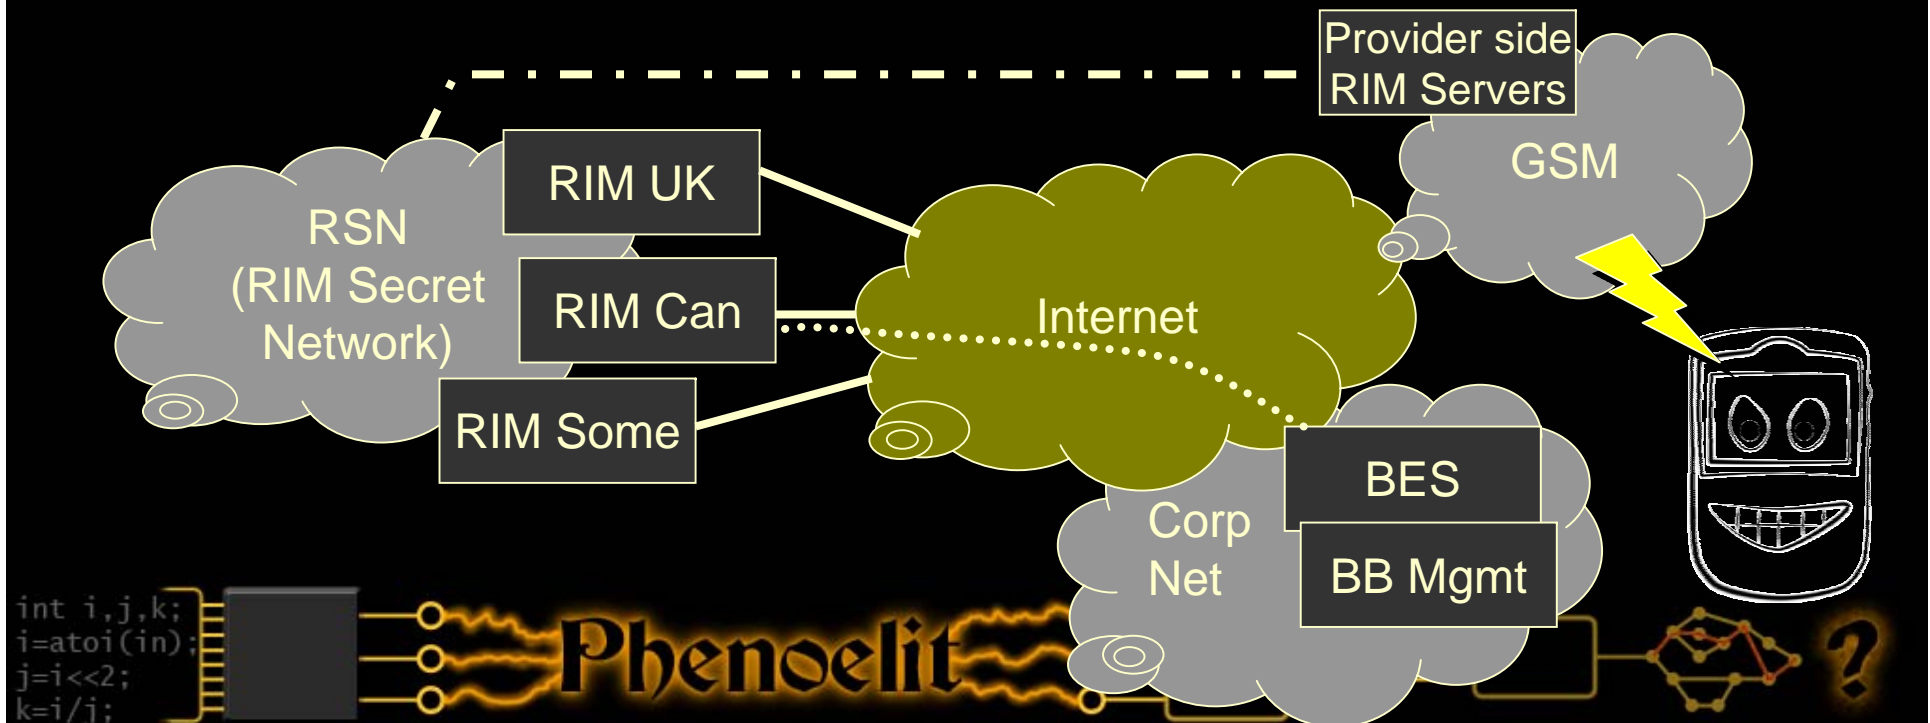 Provider side
RIM Servers
GSM
RIM UK
RSN
(RIM Secret
Network)
RIM Can
Internet
RIM Some
BES
Corp
Net
BB Mgmt
int i,j,k;
i=atoi(in);
j=i<<2;
k=i/j;
Phenoelit
?